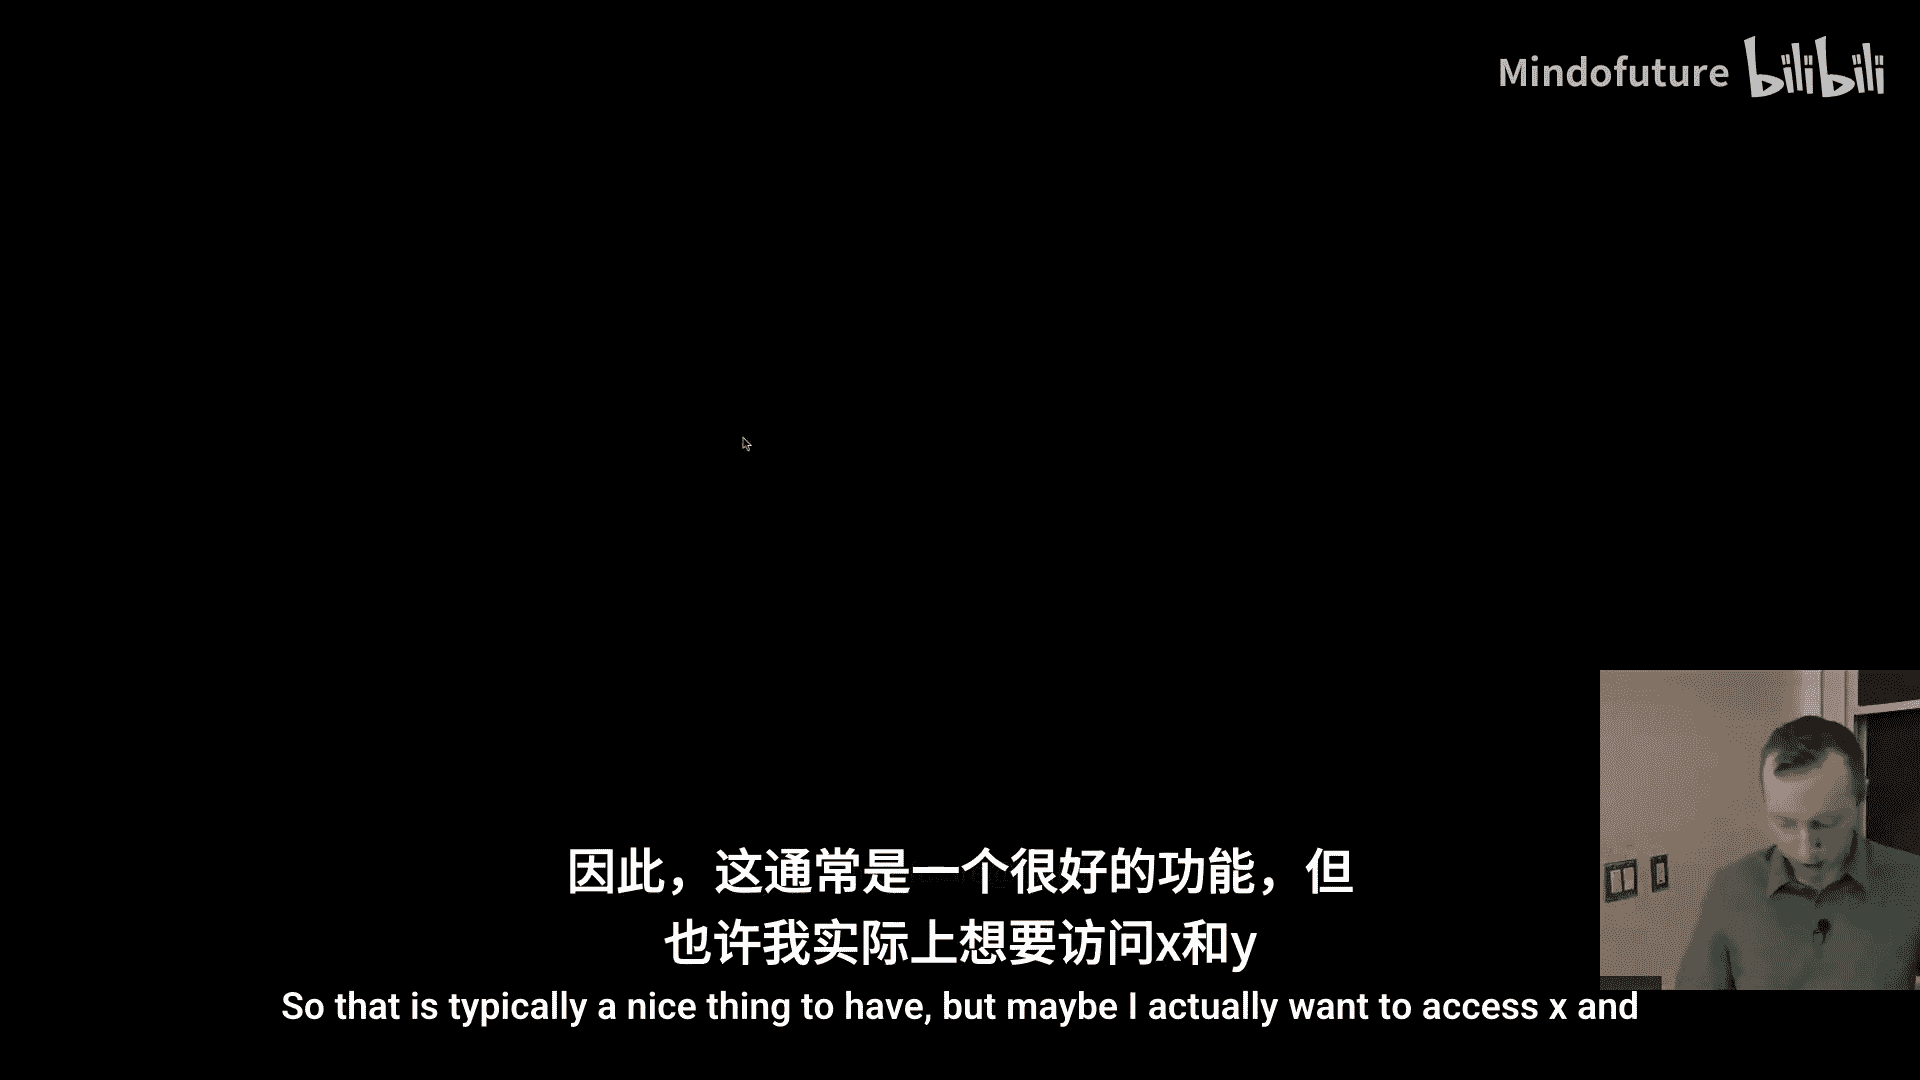 Mindofuture bilibili
因此，这通常是一个很好的功能，但
也许我实际上想要访问x和y
So that is typically a nice thing to have, but maybe I actually want to access x and